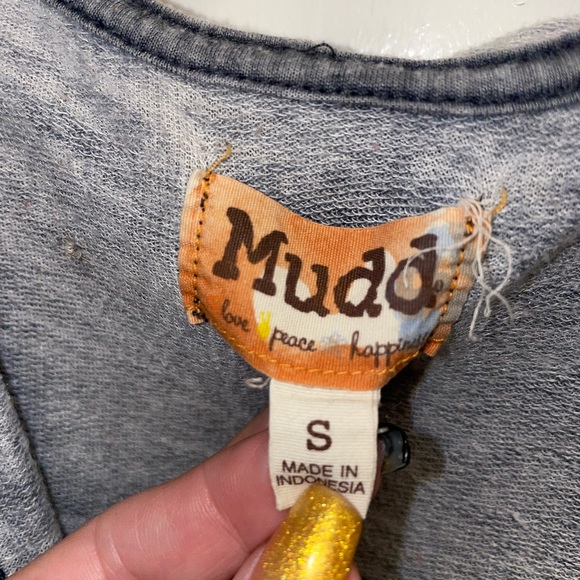 Mudd
love peace happiness
S
MADE IN
INDONESIA